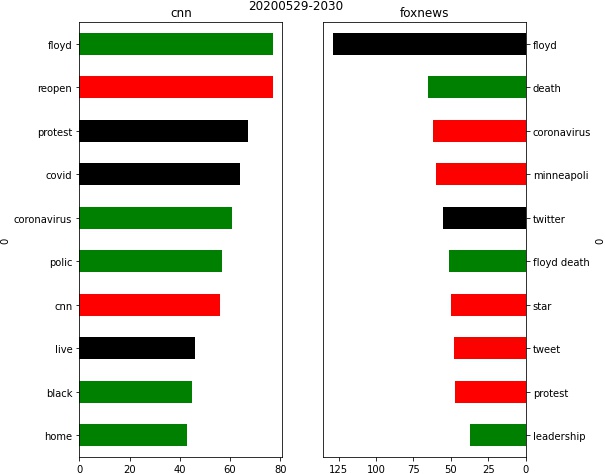 20200529-2030
cnn
foxnews
floyd
reopen
protest
covid
coronavirus
polic
cnn
live
black
home
0
0 20 40 60 80
floyd
death
coronavirus
minneapoli
twitter
floyd death
star
tweet
protest
leadership
0
125 100 75 50 25 0